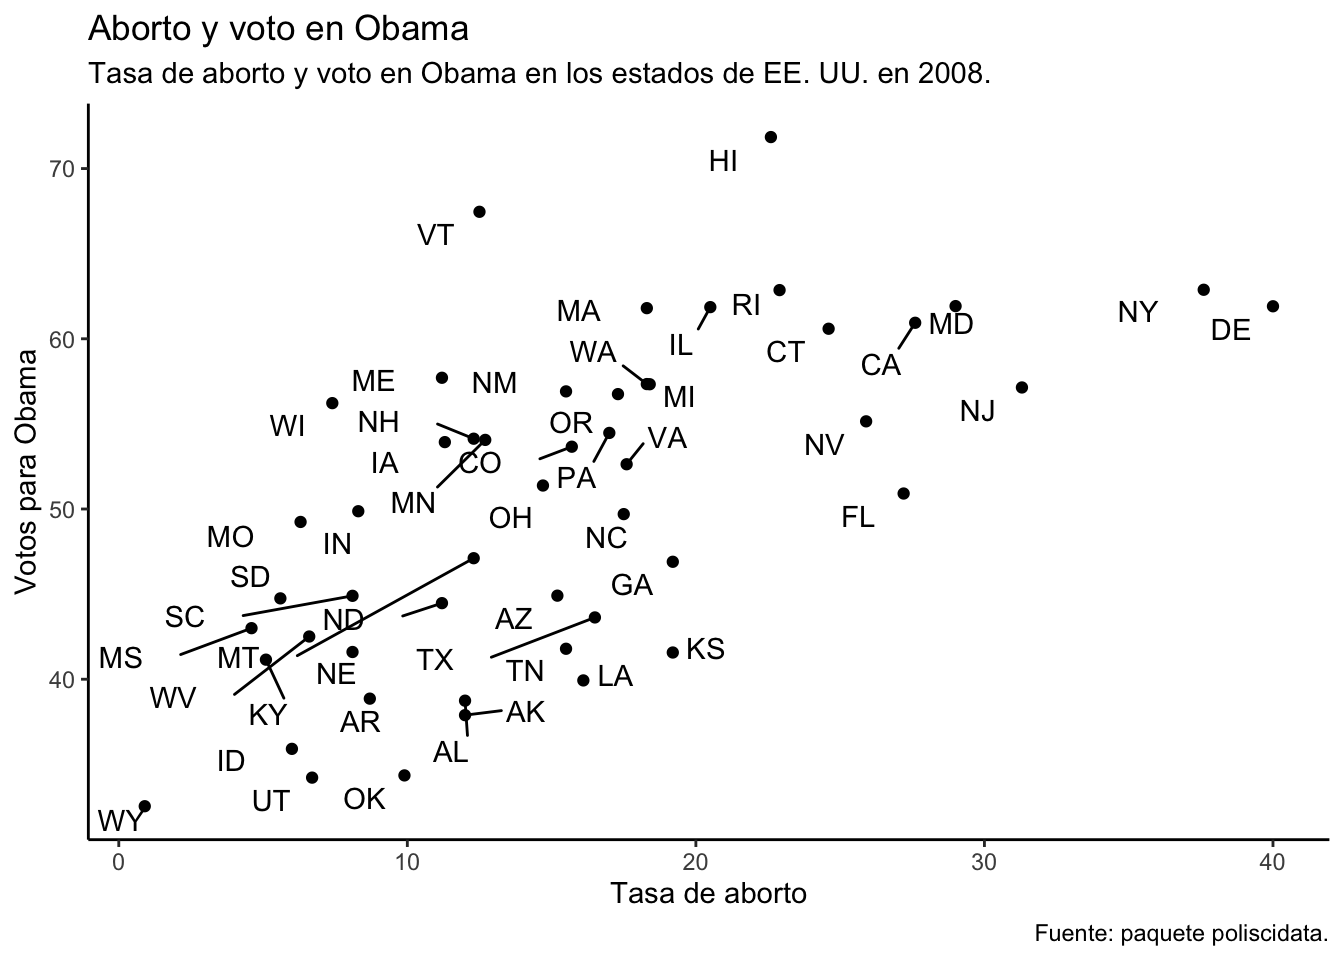 Aborto y voto en Obama
Tasa de aborto y voto en Obama en los estados de EE. UU. en 2008.
Votos para Obama
70
60
50
40
HI
VT
MA
RI
NY
DE
MD
IL
WA
CT
CA
ME
NM
MI
NJ
WI
NH
OR
VA
NV
IA
CO
PA
MN
OH
FL
MO
IN
NC
SD
GA
SC
ND
AZ
MS
MT
NE
TX
TN
KS
LA
WV
KY
AR
AK
AL
ID
UT
OK
WY
0
10
20
30
40
Tasa de aborto
Fuente: paquete poliscidata.